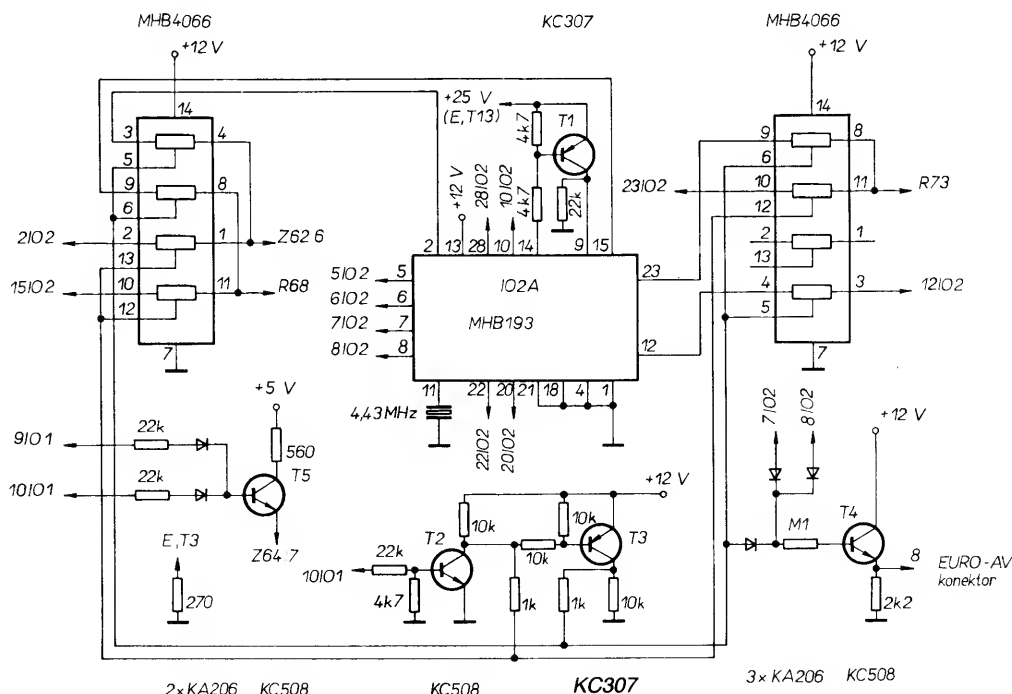 MHB4066
KC307
MHB4066
+12 V
+12 V
14
3
4
5
9
8
6
2
1
13
10
11
12
7
2IO2
15IO2
Z62 6
R68
+25 V
(E,T13)
4k7
T1
4k7
22k
+12 V
28IO2
10IO2
2
13
28
10
14
9
15
5IO2
5
6IO2
6
7IO2
7
8IO2
8
IO2A
MHB193
23
12
11
22
20
21
18
4
1
4,43 MHz
22IO2
20IO2
14
9
8
6
23IO2
10
11
R73
12
2
1
13
4
3
12IO2
5
7
+5 V
9IO1
22k
560
T5
10IO1
22k
Z64 7
E,T3
270
+12 V
T2
10k
10k
T3
22k
10k
10IO1
4k7
1k
1k
10k
7IO2
8IO2
+12 V
M1
T4
8
EURO-AV
konektor
2k2
2×KA206
KC508
KC508
KC307
3×KA206
KC508